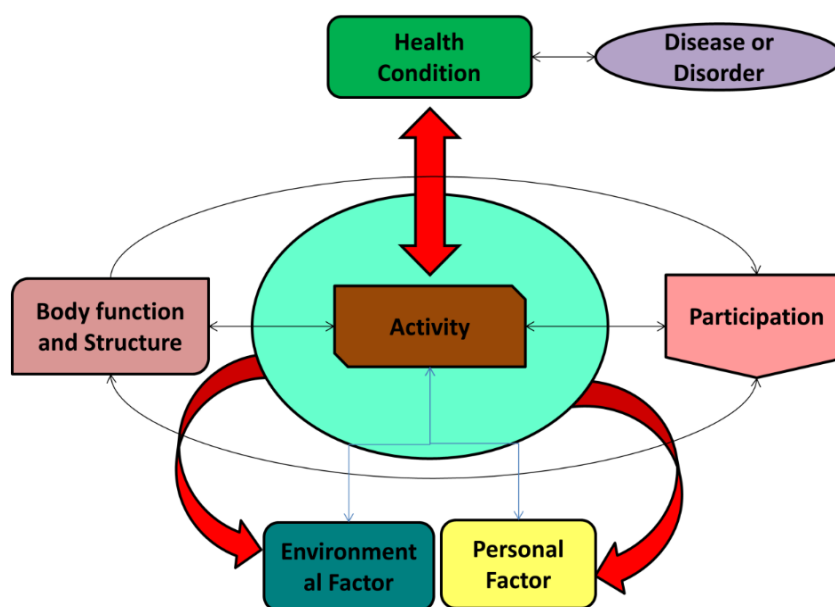 Health
Condition
Disease or
Disorder
Body function
and Structure
Activity
Participation
Environment
al Factor
Personal
Factor